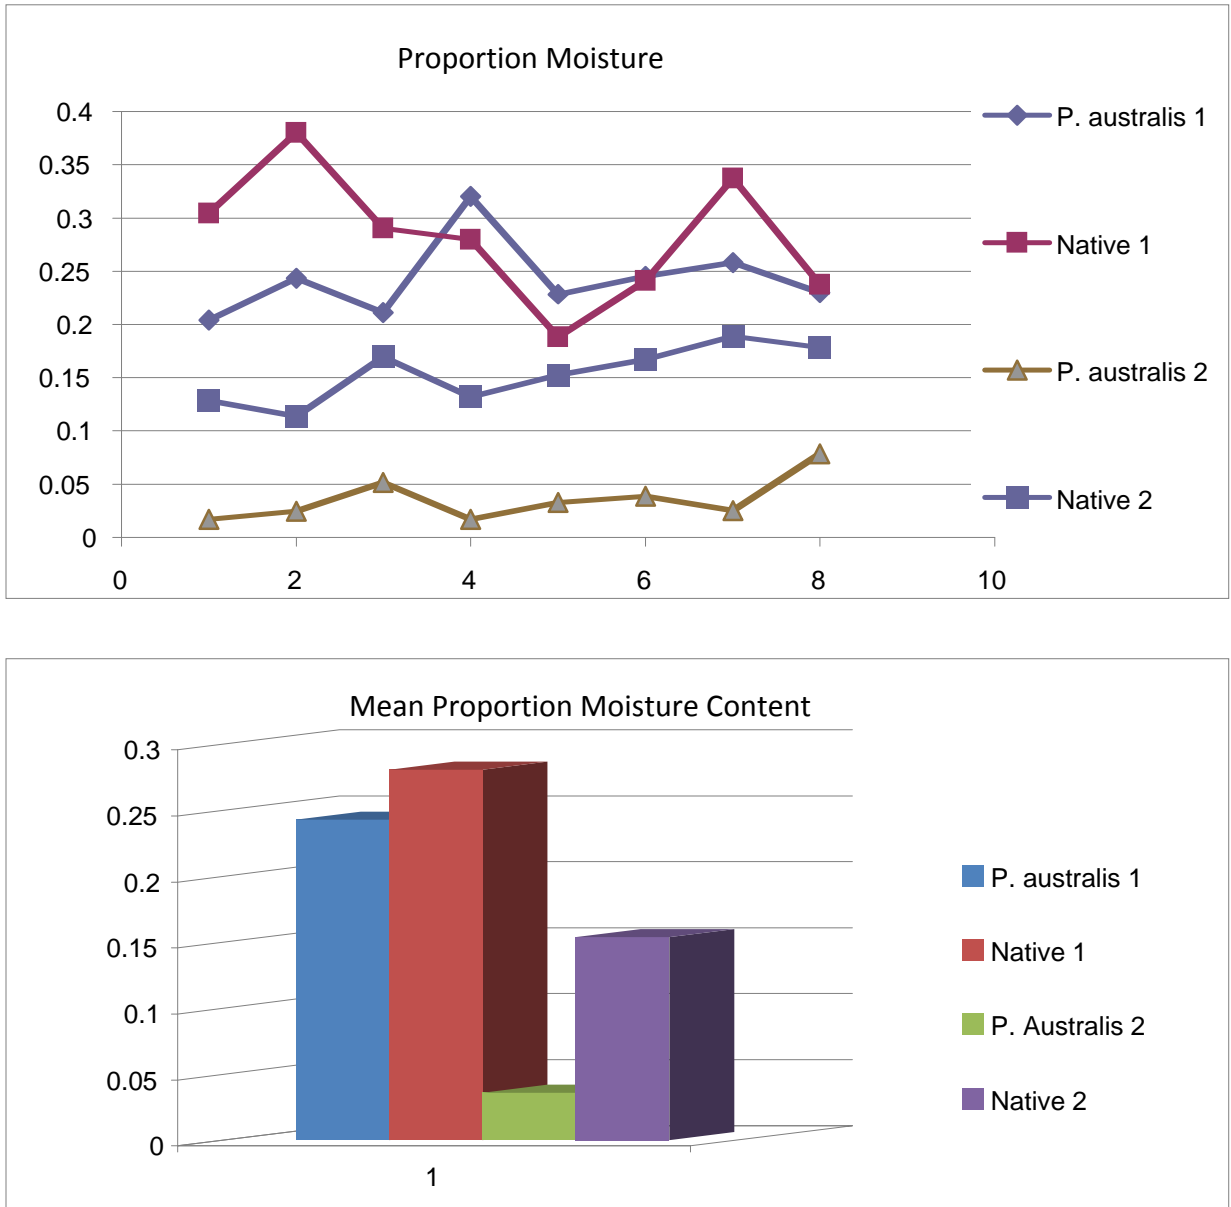 Proportion Moisture
0.4
0.35
0.3
0.25
0.2
0.15
0.1
0.05
0
0 2 4 6 8 10
P. australis 1
Native 1
P. australis 2
Native 2
Mean Proportion Moisture Content
0.3
0.25
0.2
0.15
0.1
0.05
0
1
P. australis 1
Native 1
P. Australis 2
Native 2